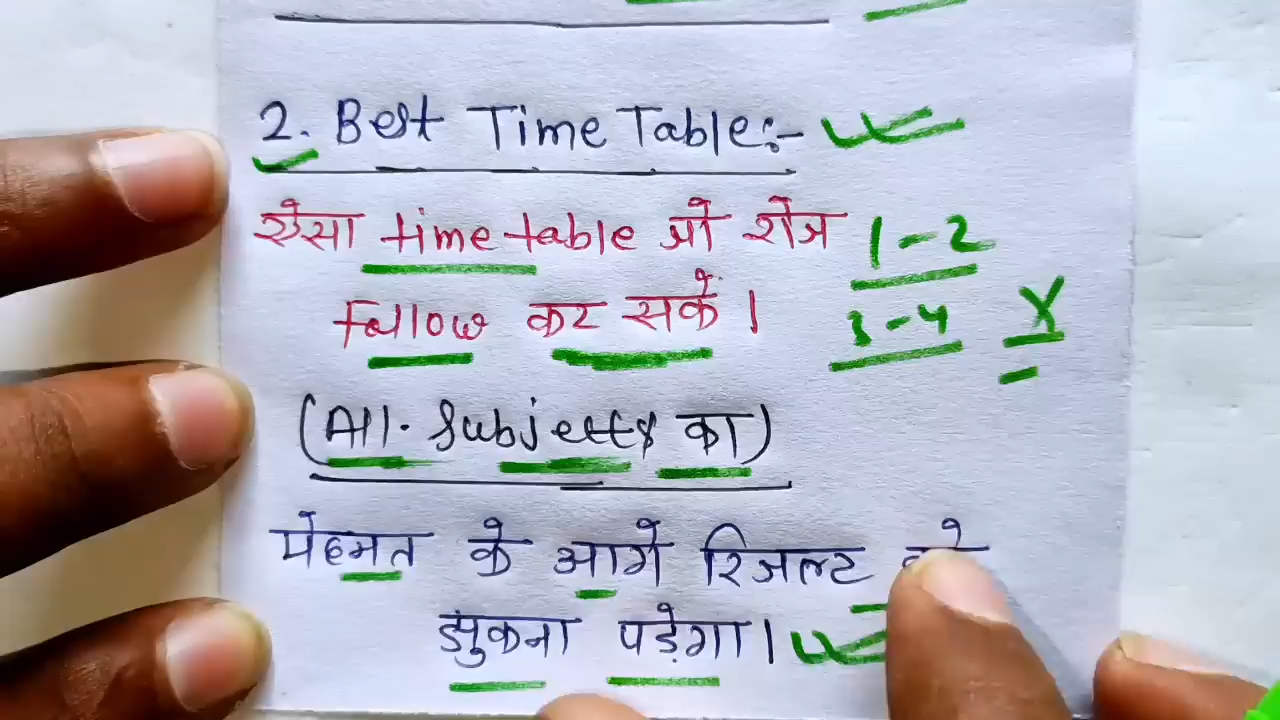 2. Best Time Table:-
ऐसा time table जो रोज 1-2
Follow कर सकें । 3-4 X
(All. Subjects का)
मेहमत के आगे रिजल्ट
झुकना पड़ेगा।